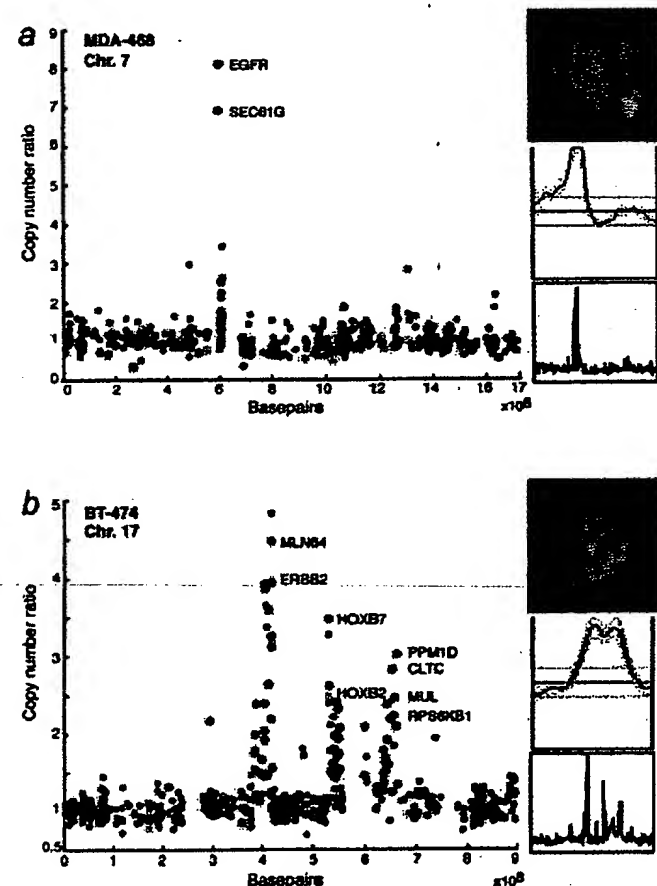 a
MDA-468
Chr. 7
9
8
7
6
5
4
3
2
1
0
Copy number ratio
EGFR
SEC61G
0 2 4 6 8 10 12 14 16 17
Basepairs
x10
b
BT-474
Chr. 17
5
4
3
2
1
0.5
Copy number ratio
MLN64
ERBB2
HOXB7
PPM1D
CLTC
HOXB2
MUL
RPS6KB1
0 1 2 3 4 5 6 7 8 9
Basepairs
x10